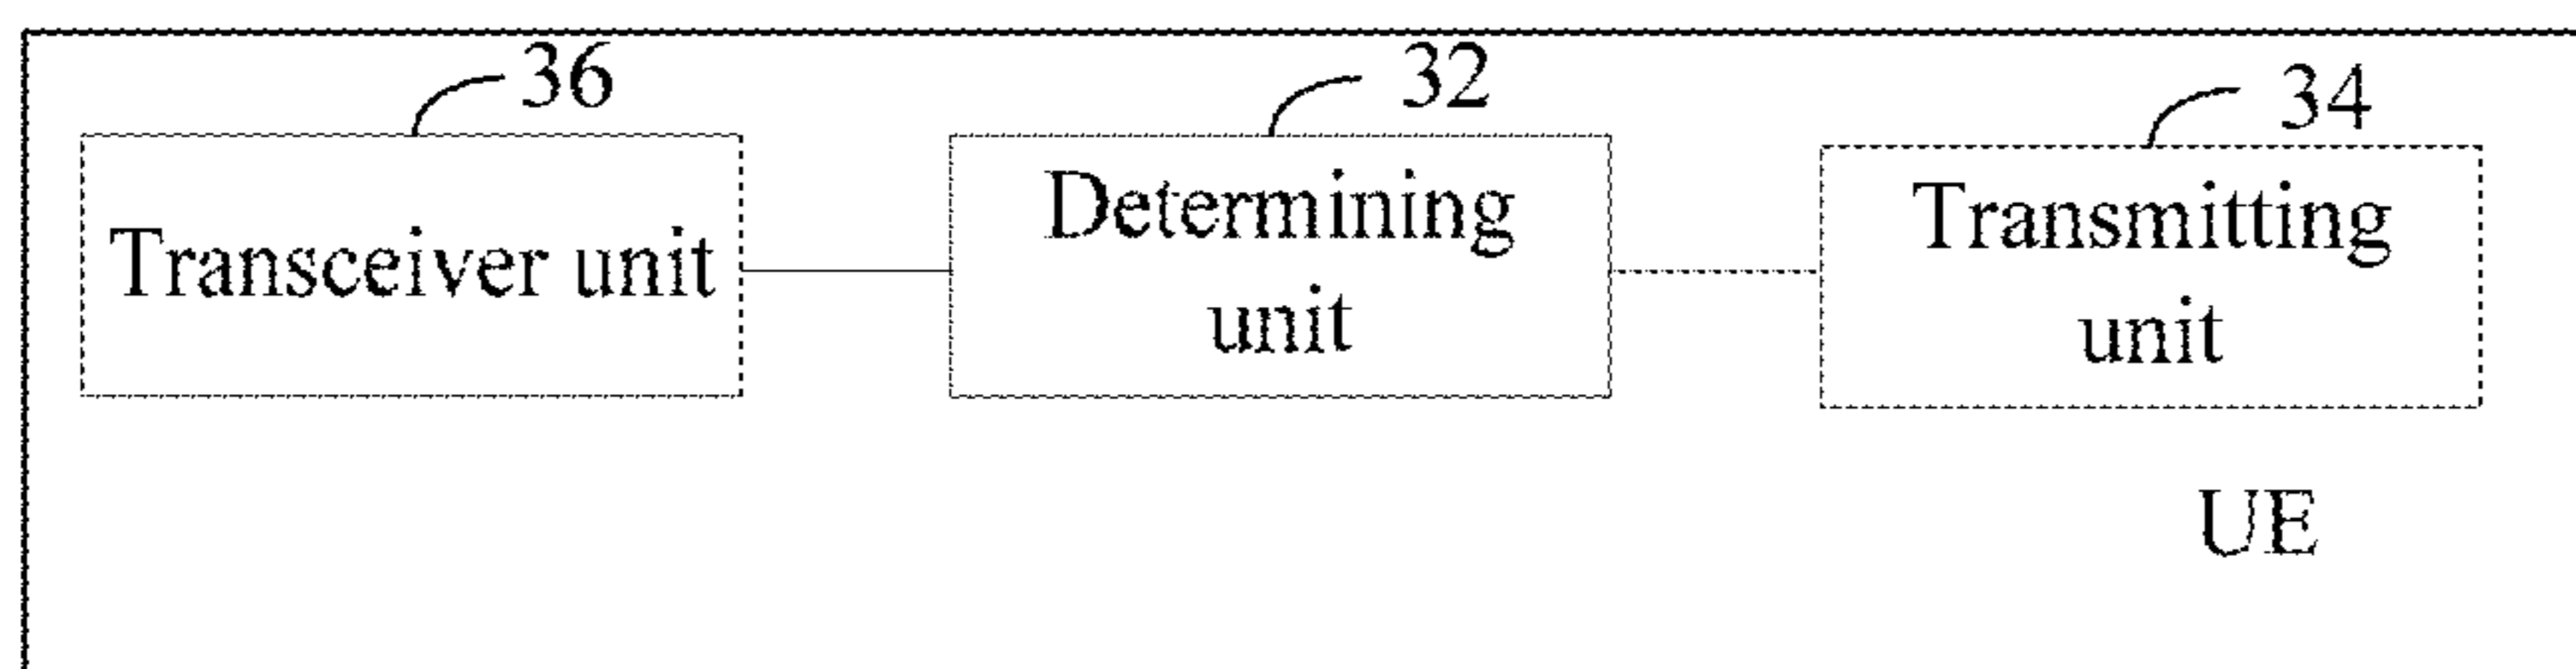 36
32
34
Transceiver unit
Determining
unit
Transmitting
unit
UE